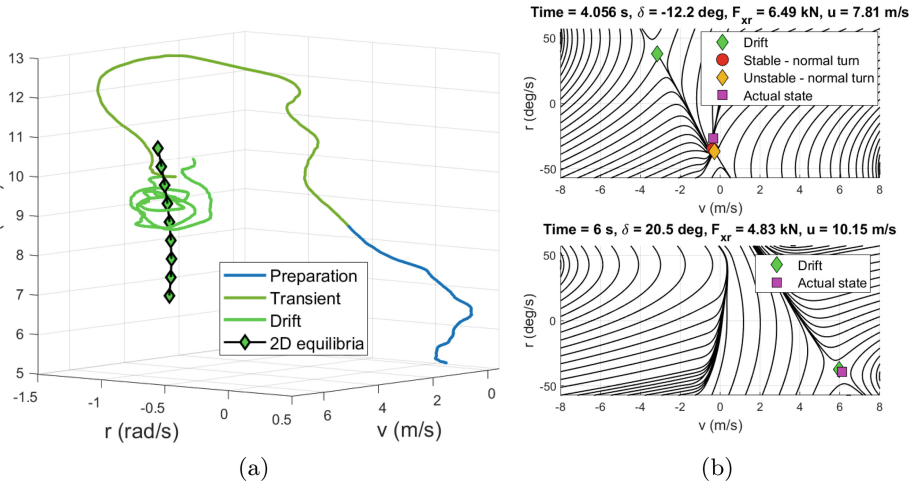 13
12
11
10
9
8
7
6
5
-1.5
-1
-0.5
0
0.5
r (rad/s)
6
4
2
0
v (m/s)
Preparation
Transient
Drift
2D equilibria
(a)
Time = 4.056 s, δ = -12.2 deg, F_xr = 6.49 kN, u = 7.81 m/s
50
0
-50
r (deg/s)
Drift
Stable - normal turn
Unstable - normal turn
Actual state
-8 -6 -4 -2 0 2 4 6 8
v (m/s)
Time = 6 s, δ = 20.5 deg, F_xr = 4.83 kN, u = 10.15 m/s
50
0
-50
r (deg/s)
Drift
Actual state
-8 -6 -4 -2 0 2 4 6 8
v (m/s)
(b)